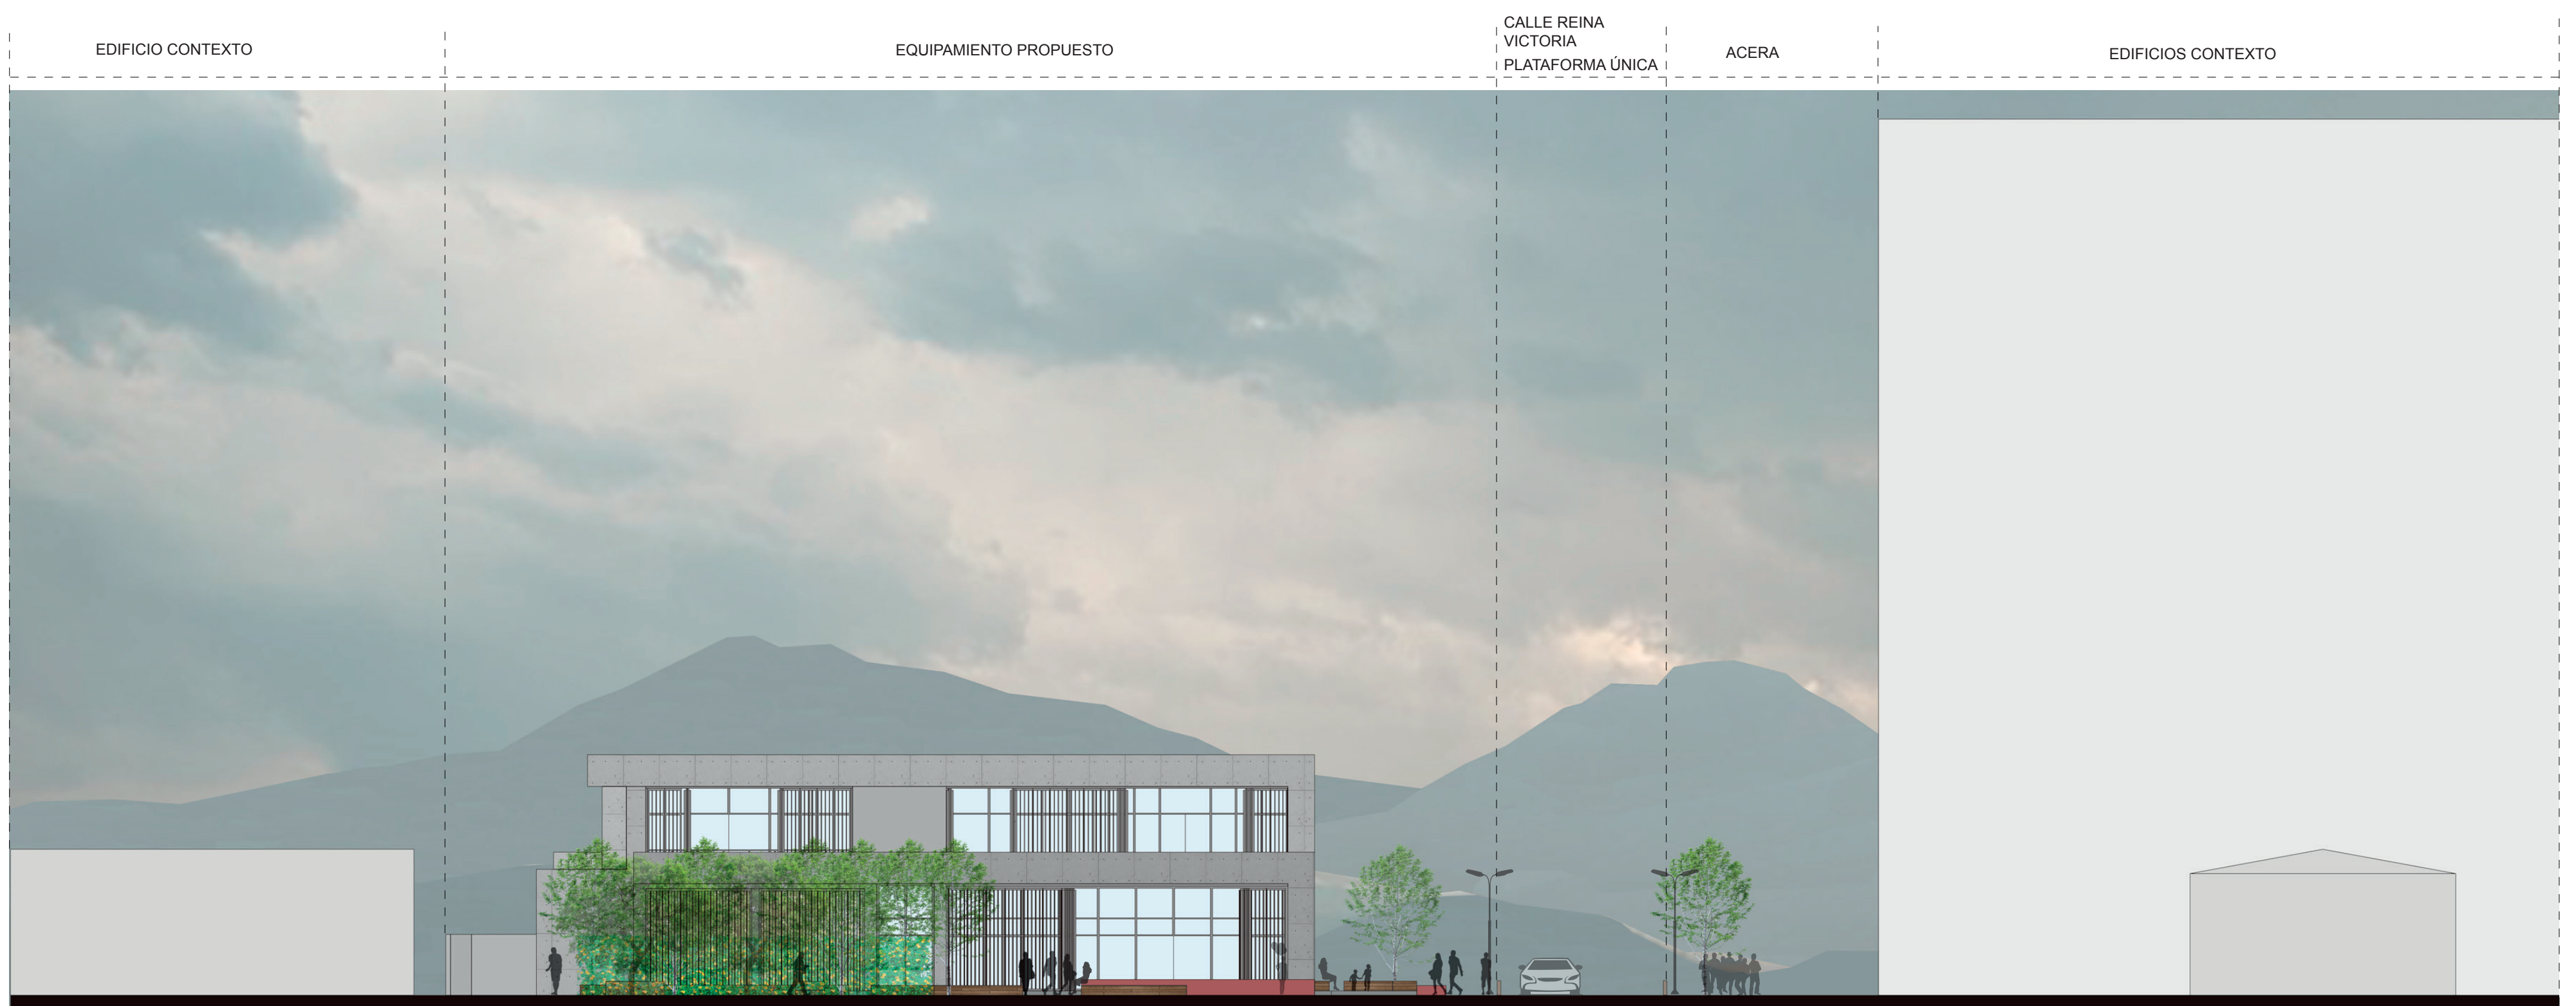 EDIFICIO CONTEXTO
EQUIPAMIENTO PROPUESTO
CALLE REINA
VICTORIA
PLATAFORMA ÚNICA
ACERA
EDIFICIOS CONTEXTO